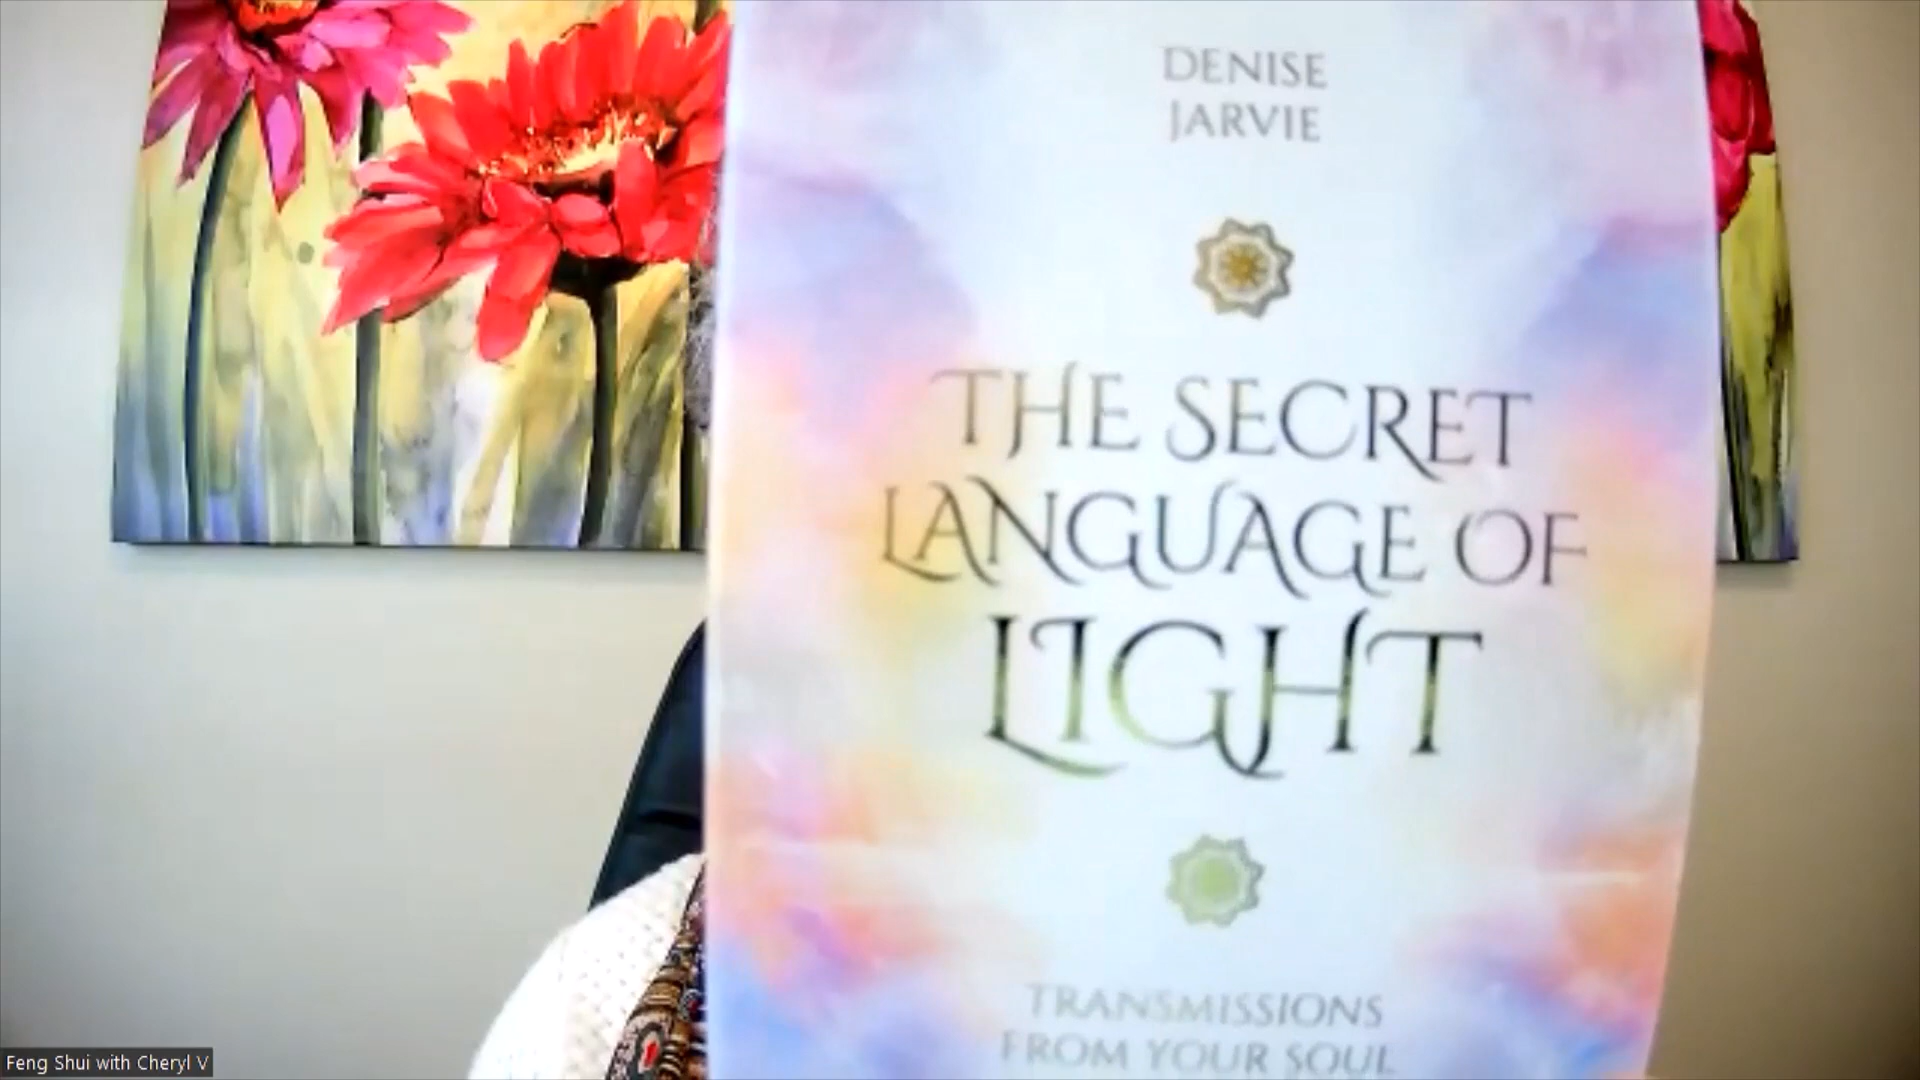 DENISE
JARVIE
THE SECRET
LANGUAGE OF
LIGHT
TRANSMISSIONS
FROM YOUR SOUL
Feng Shui with Cheryl V